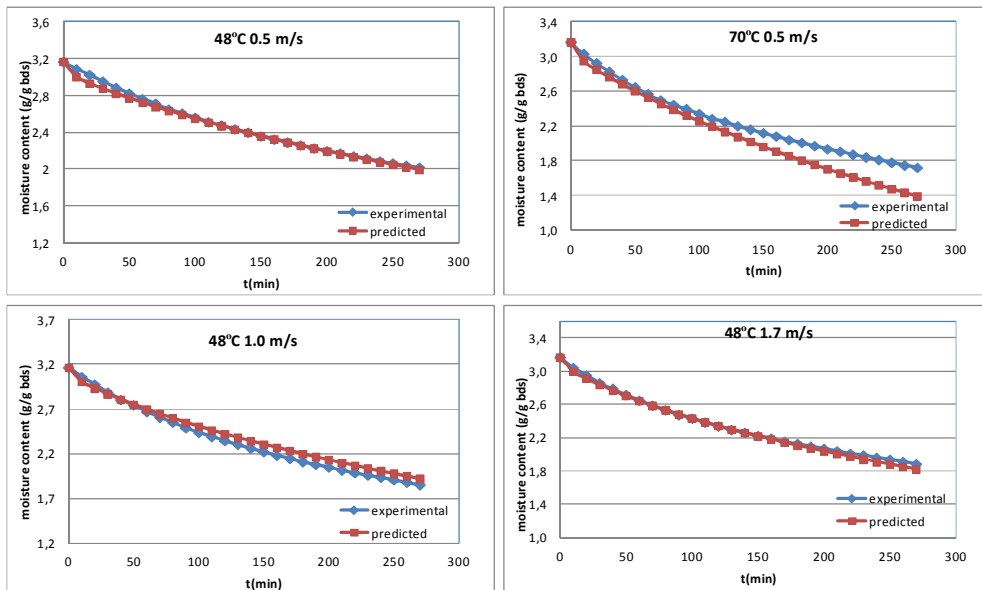 48°C 0.5 m/s
moisture content (g/g bds)
3,6
3,2
2,8
2,4
2
1,6
1,2
experimental
predicted
0 50 100 150 200 250 300
t(min)
70°C 0.5 m/s
moisture content (g/g bds)
3,4
3,0
2,6
2,2
1,8
1,4
1,0
experimental
predicted
0 50 100 150 200 250 300
t(min)
48°C 1.0 m/s
moisture content (g/g bds)
3,7
3,2
2,7
2,2
1,7
1,2
experimental
predicted
0 50 100 150 200 250 300
t(min)
48°C 1.7 m/s
moisture content (g/g bds)
3,4
3,0
2,6
2,2
1,8
1,4
1,0
experimental
predicted
0 50 100 150 200 250 300
t(min)